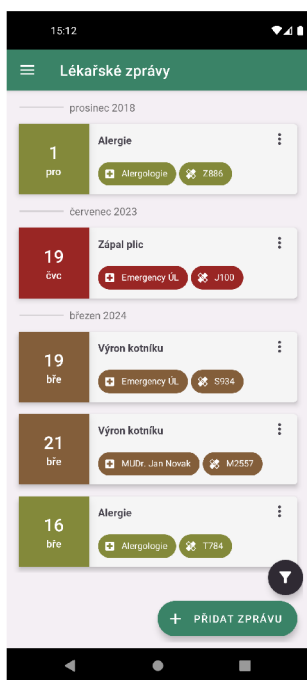 15:12
Lékařské zprávy
prosinec 2018
1
pro
Alergie
Alergologie
Z886
červenec 2023
19
čvc
Zápal plic
Emergency ÚL
J100
březen 2024
19
bře
Výron kotníku
Emergency ÚL
S934
21
bře
Výron kotníku
MUDr. Jan Novak
M2557
16
bře
Alergie
Alergologie
T784
PŘIDAT ZPRÁVU